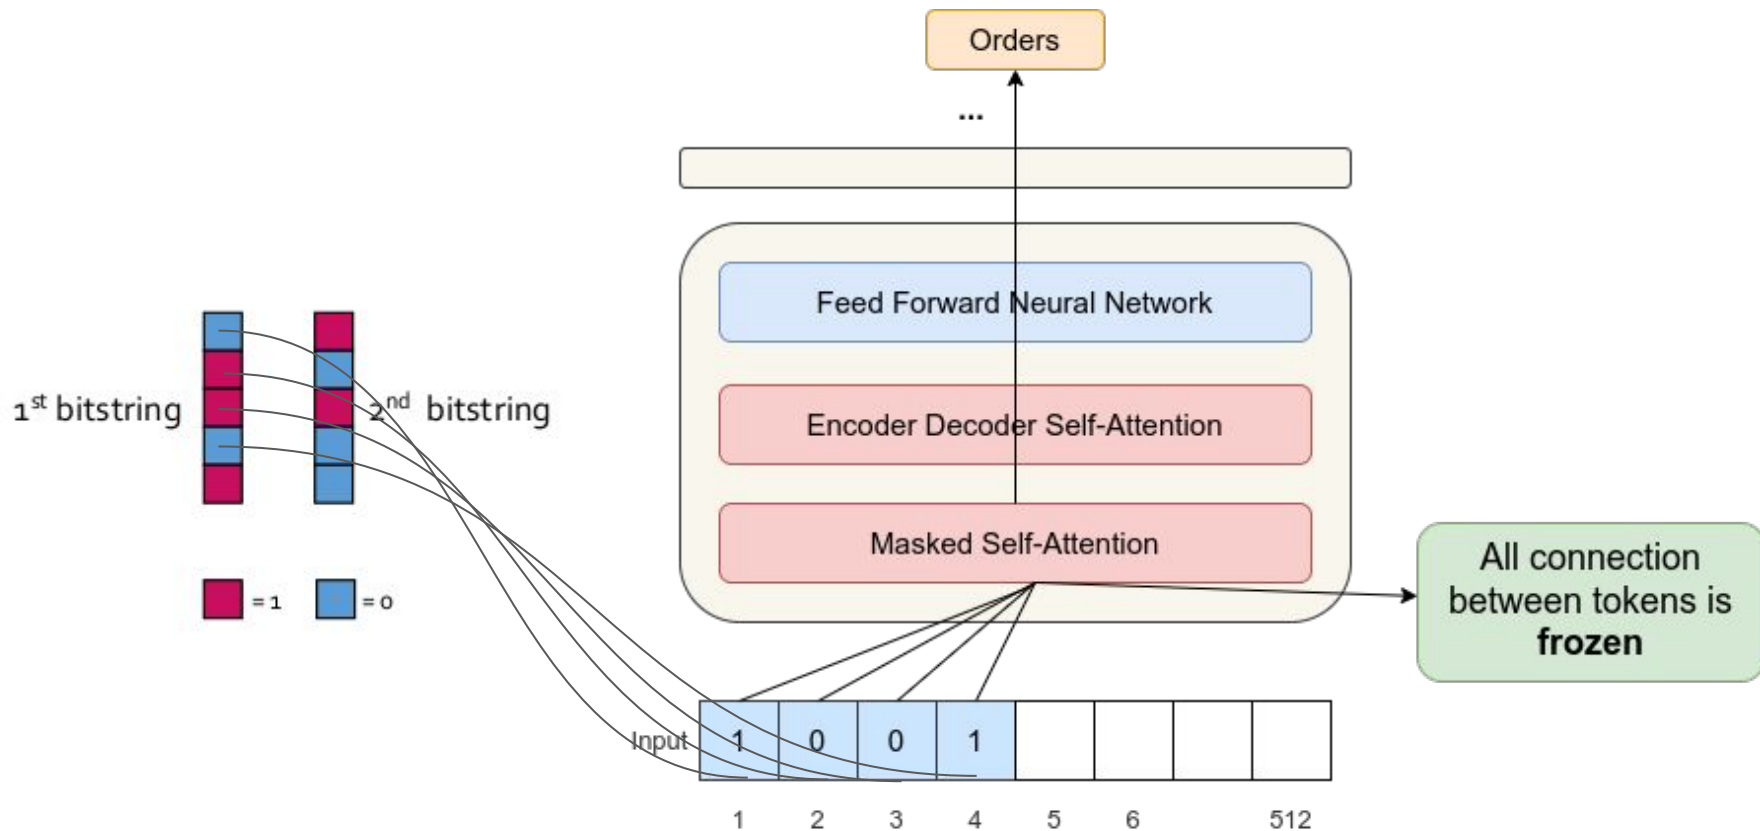 Orders
...
Feed Forward Neural Network
Encoder Decoder Self-Attention
Masked Self-Attention
1st bitstring
2nd bitstring
= 1
= 0
All connection
between tokens is
frozen
Input
1 0 0 1
1 2 3 4 5 6 512